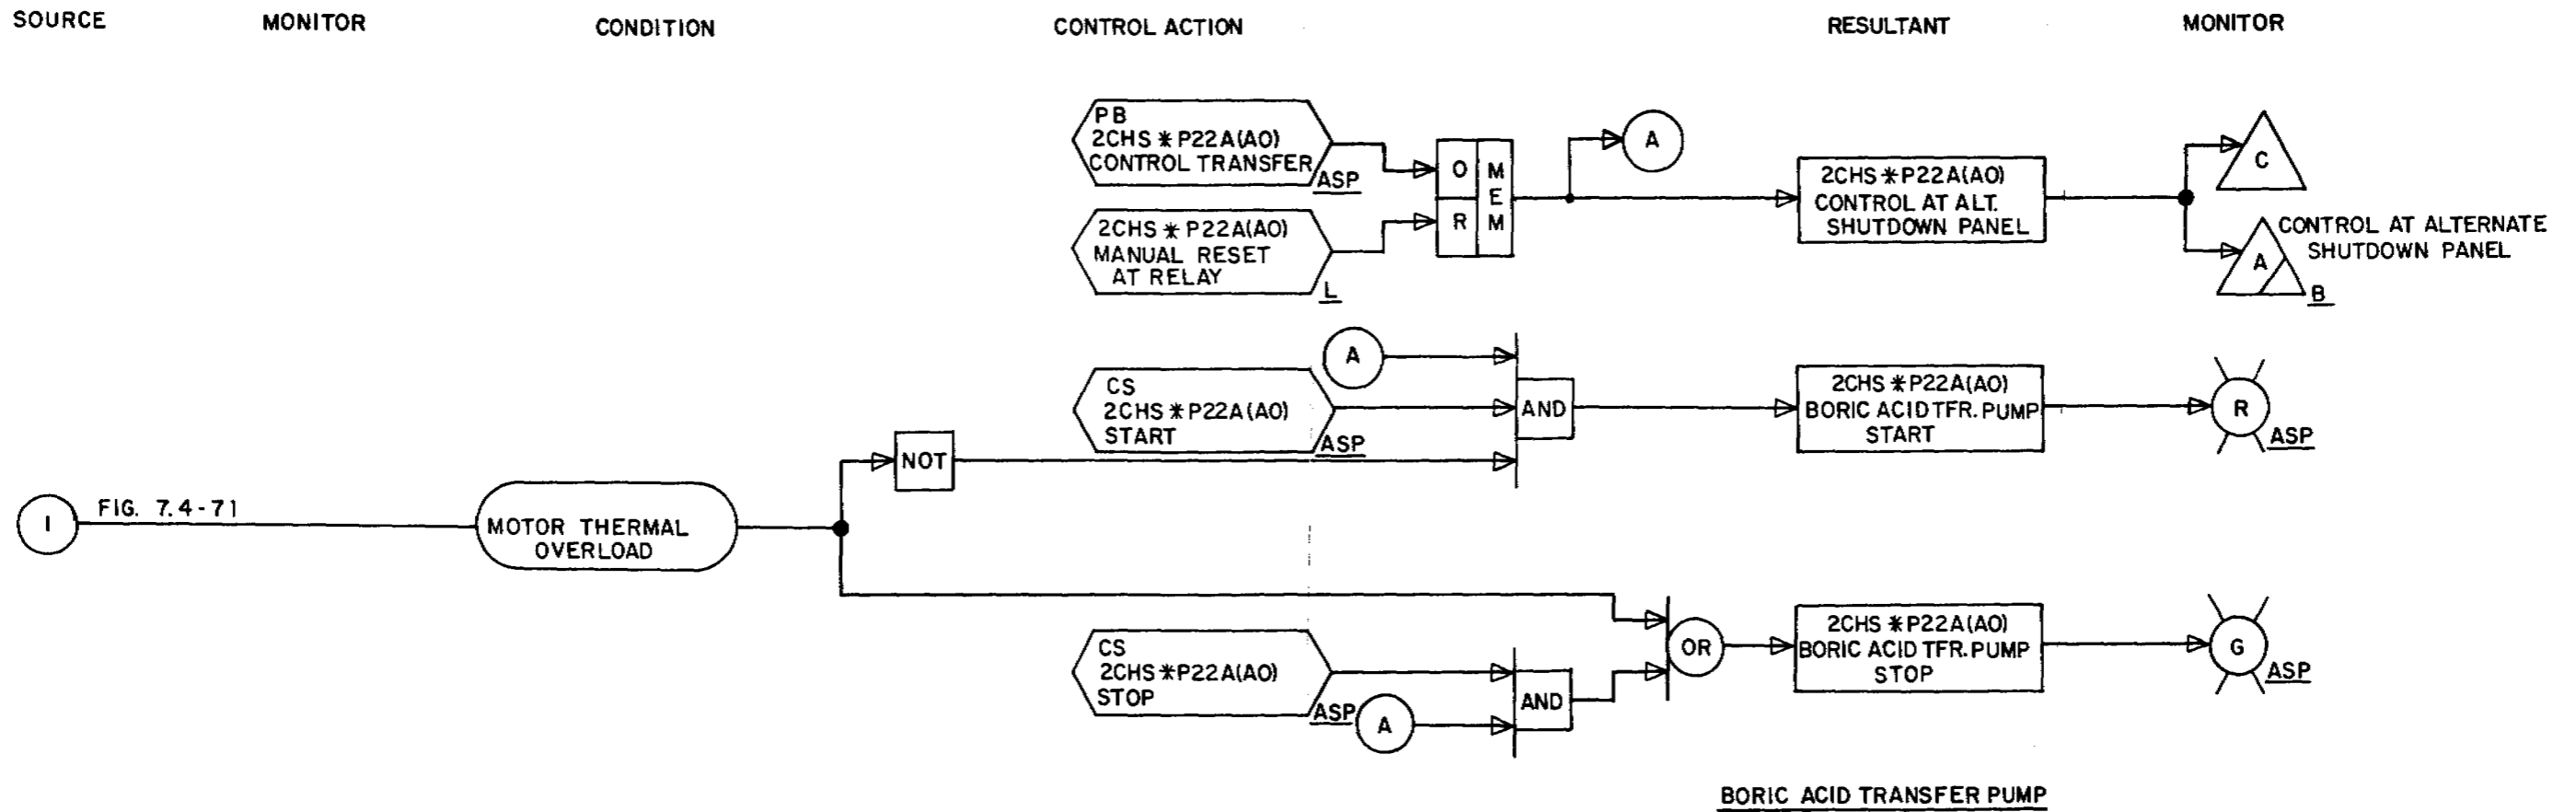 SOURCE MONITOR CONDITION CONTROL ACTION RESULTANT MONITOR
PB
2CHS*P22A(AO)
CONTROL TRANSFER
ASP
2CHS*P22A(AO)
MANUAL RESET
AT RELAY
L
O
R
MEM
A
2CHS*P22A(AO)
CONTROL AT ALT.
SHUTDOWN PANEL
C
A
B
CONTROL AT ALTERNATE
SHUTDOWN PANEL
A
CS
2CHS*P22A(AO)
START
ASP
AND
2CHS*P22A(AO)
BORIC ACID TFR. PUMP
START
R
ASP
NOT
I
FIG. 7.4-71
MOTOR THERMAL
OVERLOAD
CS
2CHS*P22A(AO)
STOP
ASP
A
AND
OR
2CHS*P22A(AO)
BORIC ACID TFR. PUMP
STOP
G
ASP
BORIC ACID TRANSFER PUMP